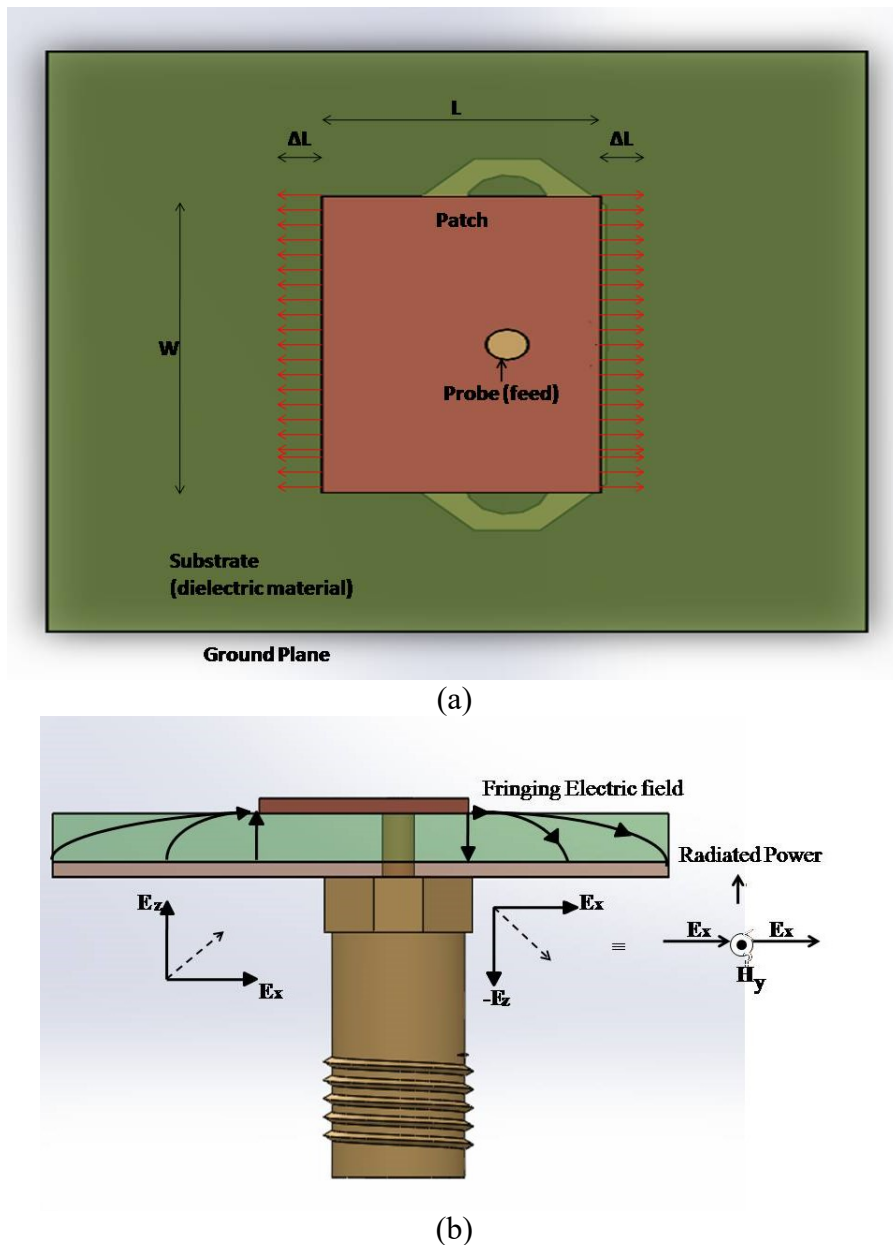 L
ΔL
ΔL
Patch
W
Probe (feed)
Substrate
(dielectric material)
Ground Plane
(a)
Fringing Electric field
Radiated Power
Ez
Ex
Ex
-Ez
≡
Ex
Ex
Hy
(b)